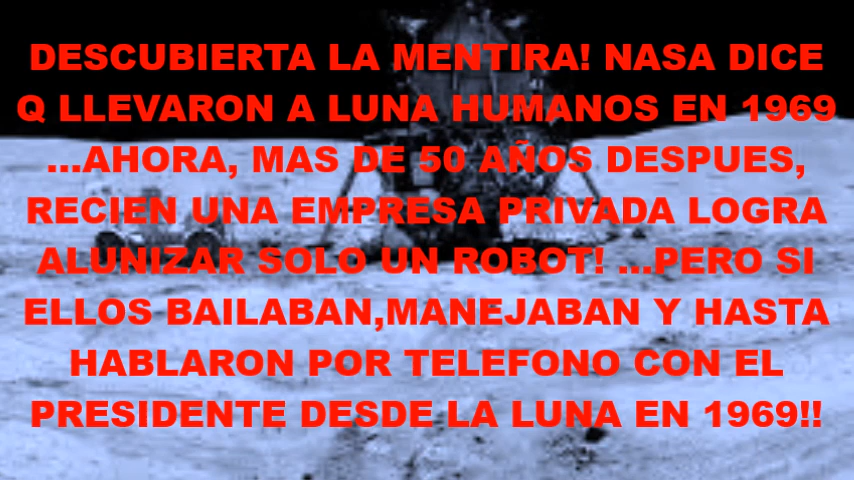 DESCUBIERTA LA MENTIRA! NASA DICE
Q LLEVARON A LUNA HUMANOS EN 1969
...AHORA, MAS DE 50 AÑOS DESPUES,
RECIEN UNA EMPRESA PRIVADA LOGRA
ALUNIZAR SOLO UN ROBOT! ...PERO SI
ELLOS BAILABAN,MANEJABAN Y HASTA
HABLARON POR TELEFONO CON EL
PRESIDENTE DESDE LA LUNA EN 1969!!